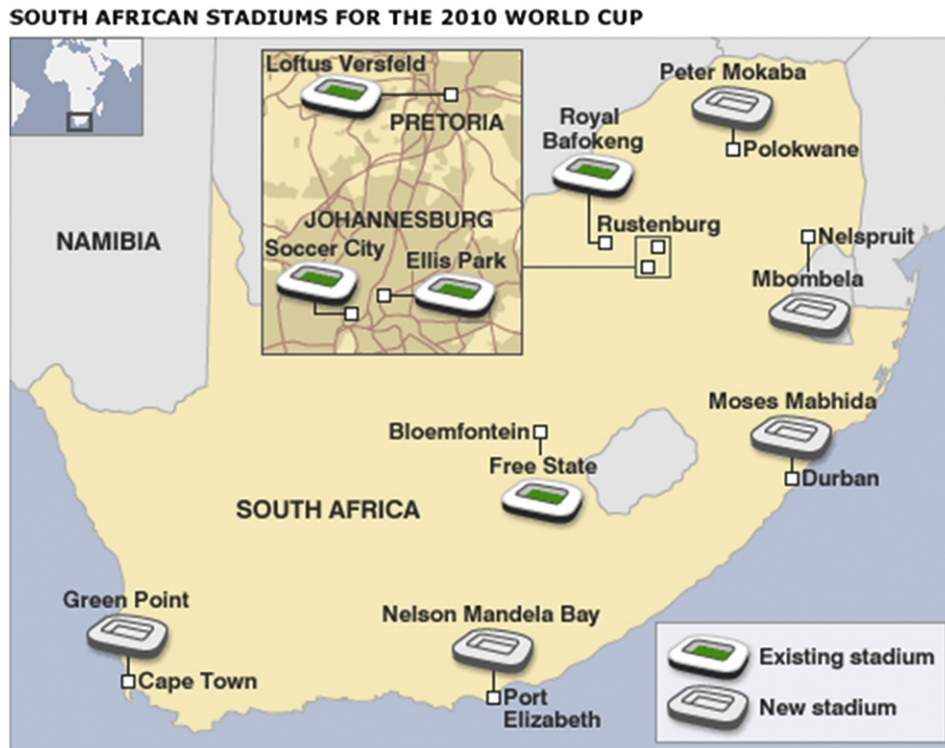 SOUTH AFRICAN STADIUMS FOR THE 2010 WORLD CUP
Loftus Versfeld
PRETORIA
JOHANNESBURG
Soccer City
Ellis Park
Peter Mokaba
Polokwane
Royal
Bafokeng
Rustenburg
Nelspruit
Mbombela
NAMIBIA
Moses Mabhida
Durban
Bloemfontein
Free State
SOUTH AFRICA
Green Point
Cape Town
Nelson Mandela Bay
Port
Elizabeth
Existing stadium
New stadium